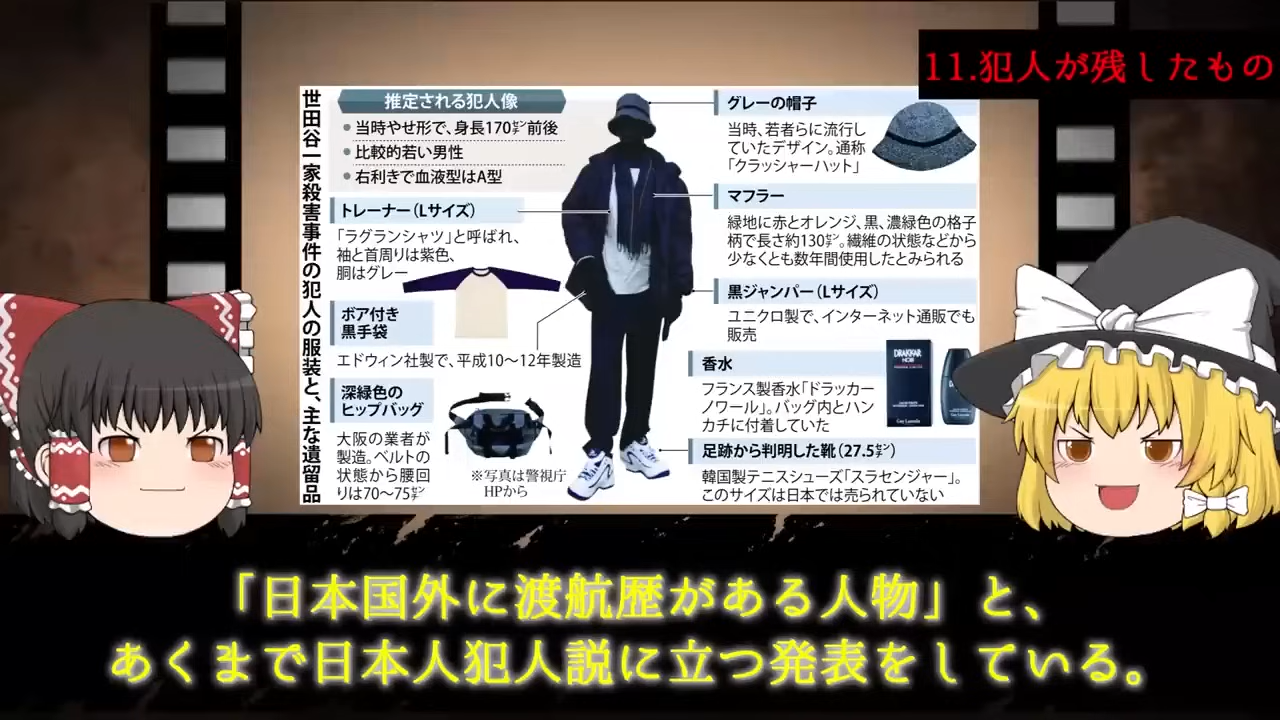 11.犯人が残したもの
世田谷一家殺害事件の犯人の服装と、主な遺留品
推定される犯人像
●当時やせ形で、身長170㌢前後
●比較的若い男性
●右利きで血液型はA型
トレーナー(Lサイズ)
「ラグランシャツ」と呼ばれ、
袖と首周りは紫色、
胴はグレー
ボア付き
黒手袋
エドウィン社製で、平成10〜12年製造
深緑色の
ヒップバッグ
大阪の業者が
製造。ベルトの
状態から腰回
りは70〜75㌢
※写真は警視庁
HPから
グレーの帽子
当時、若者らに流行し
ていたデザイン。通称
「クラッシャーハット」
マフラー
緑地に赤とオレンジ、黒、濃緑色の格子
柄で長さ約130㌢。繊維の状態などから
少なくとも数年間使用したとみられる
黒ジャンパー(Lサイズ)
ユニクロ製で、インターネット通販でも
販売
香水
フランス製香水「ドラッカー
ノワール」。バッグ内とハン
カチに付着していた
DRAKKAR
足跡から判明した靴(27.5㌢)
韓国製テニスシューズ「スラセンジャー」。
このサイズは日本では売られていない
「日本国外に渡航歴がある人物」と、
あくまで日本人犯人説に立つ発表をしている。